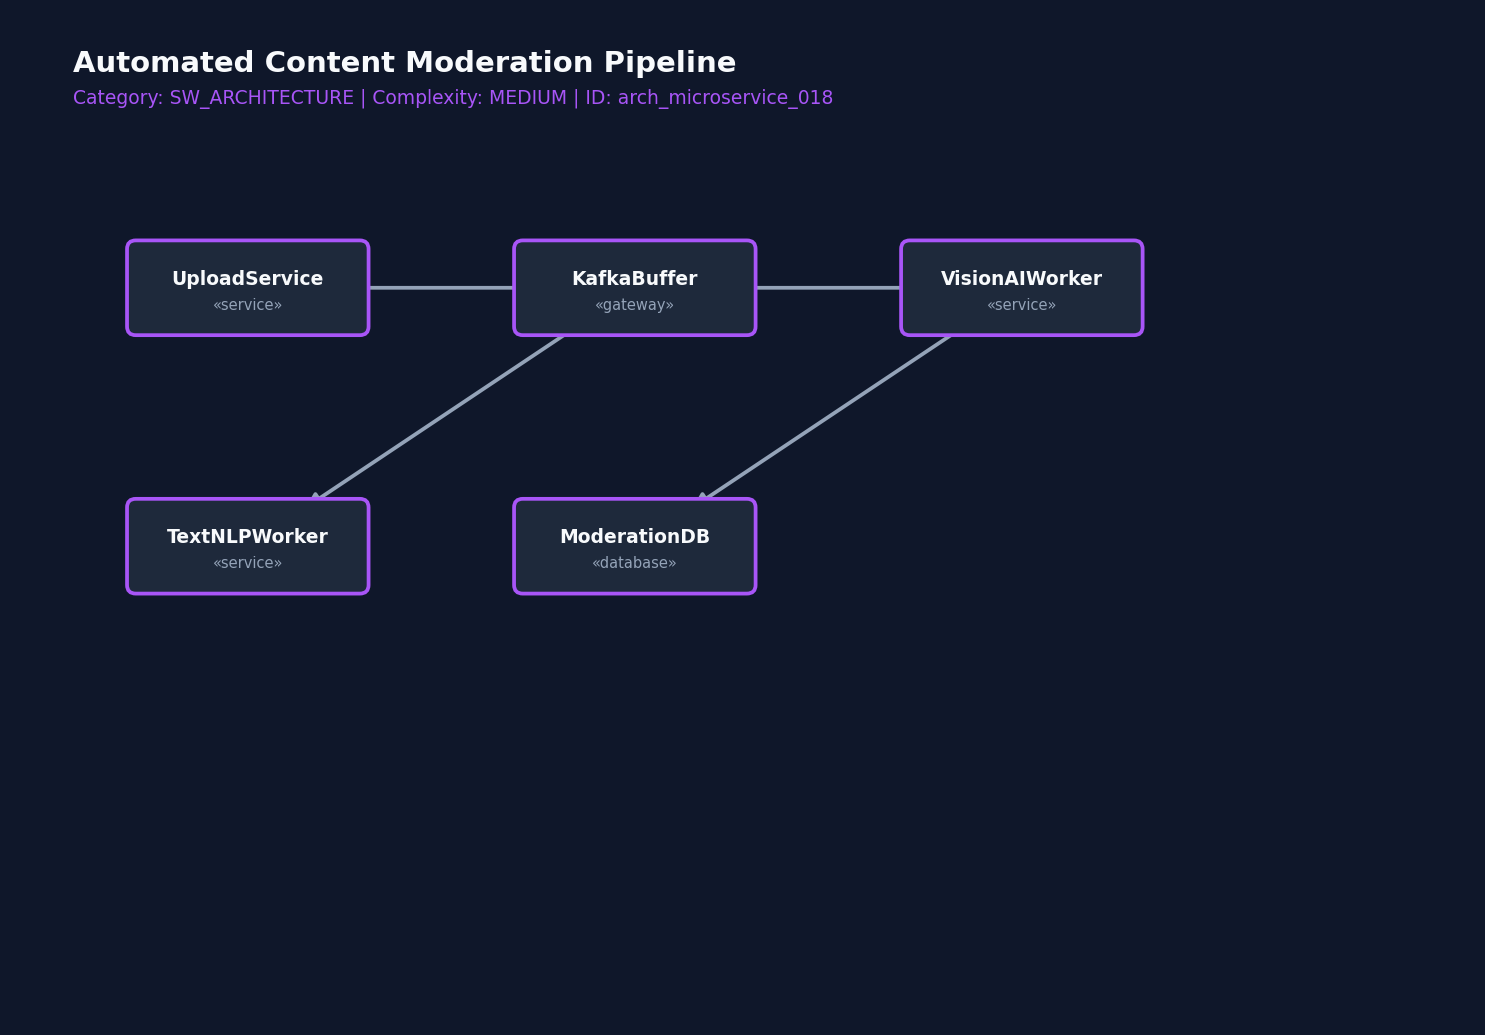 Automated Content Moderation Pipeline
Category: SW_ARCHITECTURE | Complexity: MEDIUM | ID: arch_microservice_018
UploadService
«service»
KafkaBuffer
«gateway»
VisionAIWorker
«service»
TextNLPWorker
«service»
ModerationDB
«database»